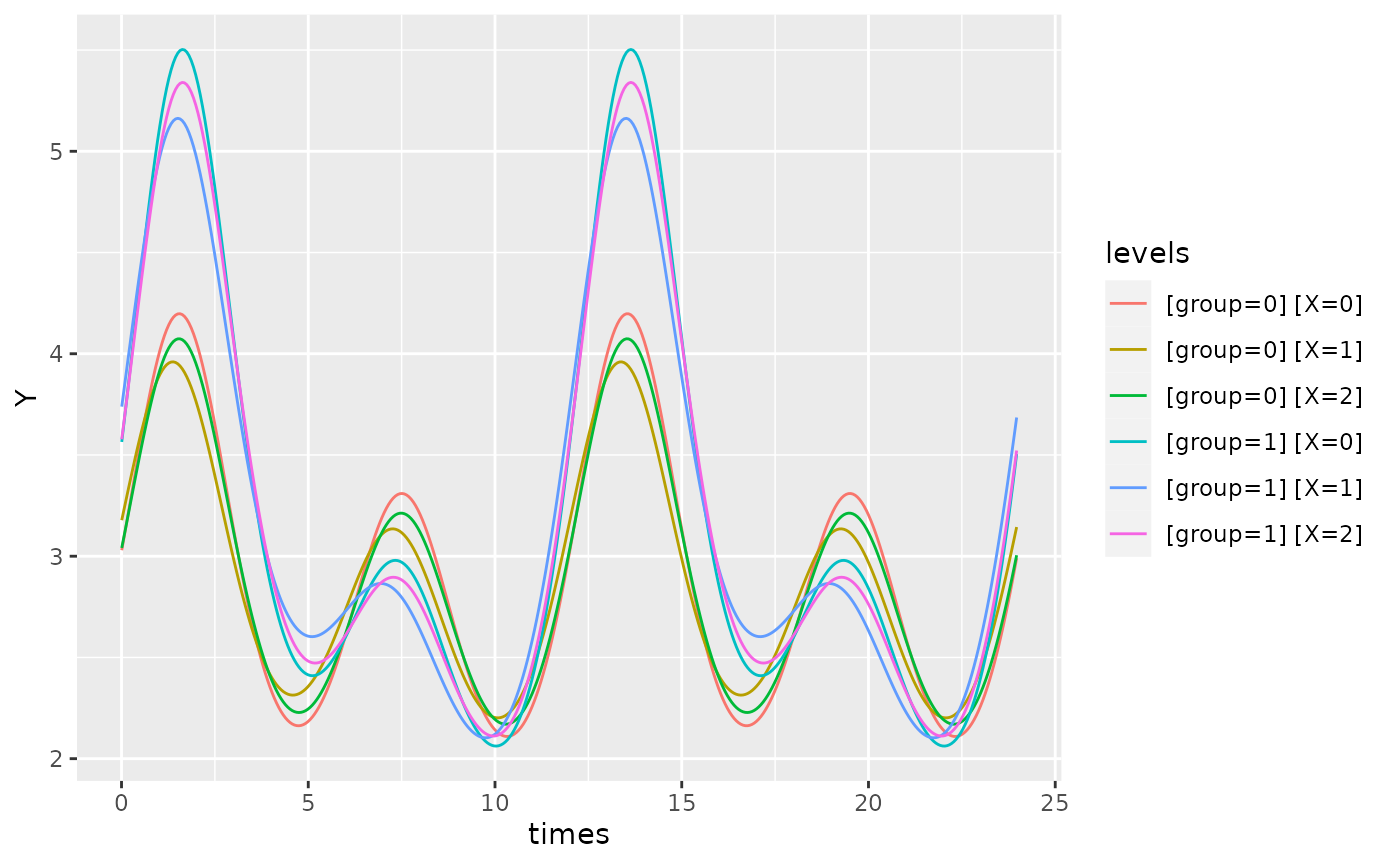 Y
5
4
3
2
0 5 10 15 20 25
times
levels
[group=0] [X=0]
[group=0] [X=1]
[group=0] [X=2]
[group=1] [X=0]
[group=1] [X=1]
[group=1] [X=2]